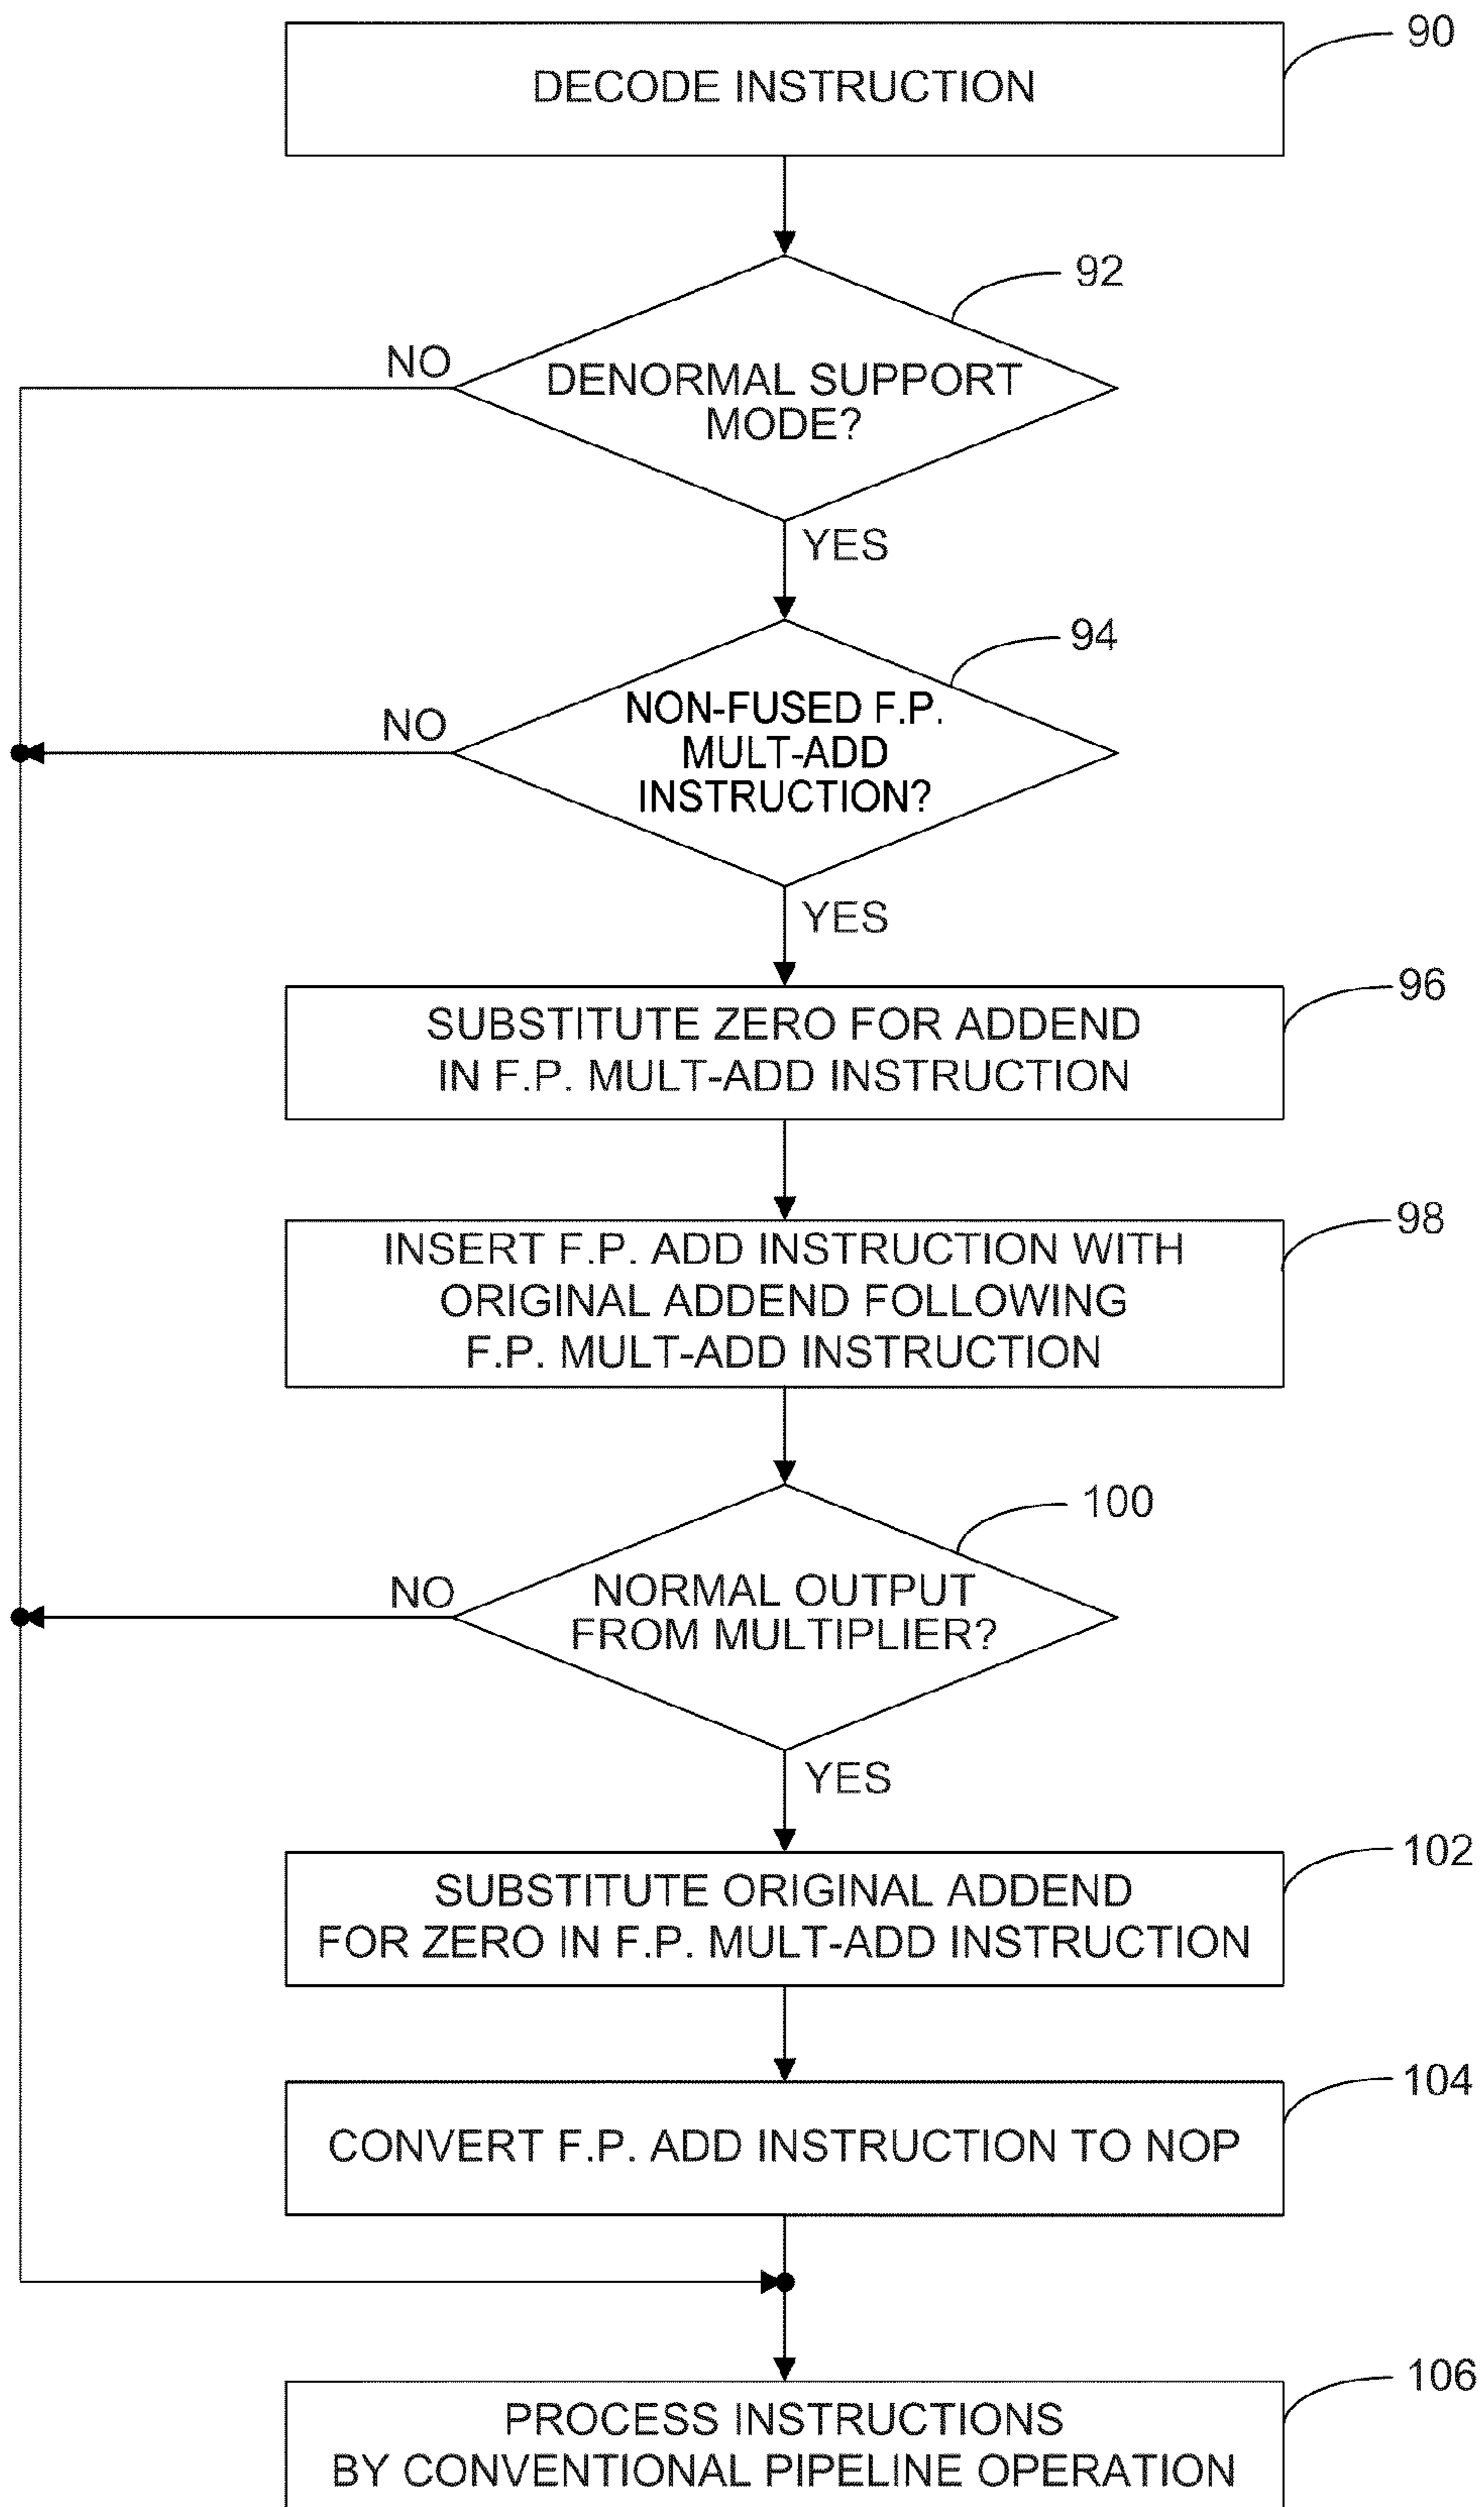 90
DECODE INSTRUCTION
92
NO
DENORMAL SUPPORT
MODE?
YES
94
NO
NON-FUSED F.P.
MULT-ADD
INSTRUCTION?
YES
96
SUBSTITUTE ZERO FOR ADDEND
IN F.P. MULT-ADD INSTRUCTION
98
INSERT F.P. ADD INSTRUCTION WITH
ORIGINAL ADDEND FOLLOWING
F.P. MULT-ADD INSTRUCTION
100
NO
NORMAL OUTPUT
FROM MULTIPLIER?
YES
102
SUBSTITUTE ORIGINAL ADDEND
FOR ZERO IN F.P. MULT-ADD INSTRUCTION
104
CONVERT F.P. ADD INSTRUCTION TO NOP
106
PROCESS INSTRUCTIONS
BY CONVENTIONAL PIPELINE OPERATION